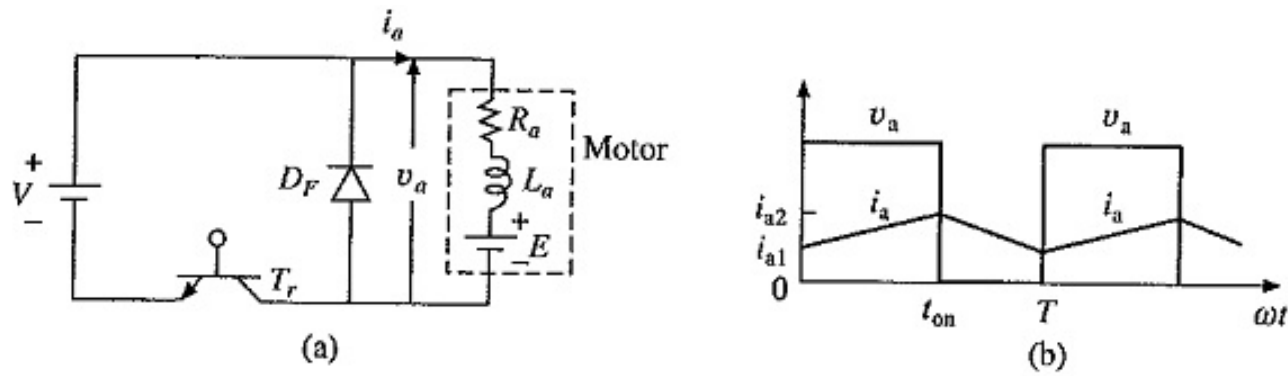 i_a
+
V
−
D_F
v_a
R_a
L_a
+
− E
Motor
T_r
(a)
v_a
v_a
i_a2
i_a
i_a
i_a1
0
t_on
T
ωt
(b)